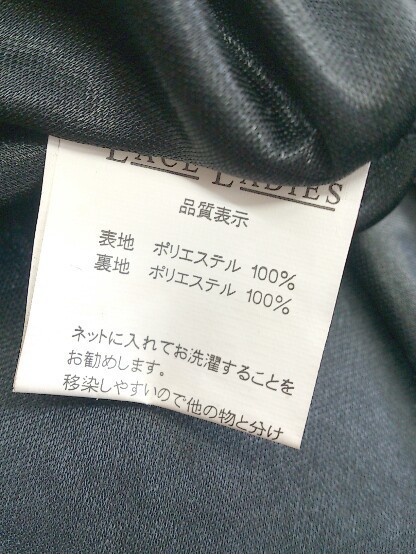 LACE LADIES
品質表示
表地 ポリエステル 100%
裏地 ポリエステル 100%
ネットに入れてお洗濯することを
お勧めします。
移染しやすいので他の物と分け